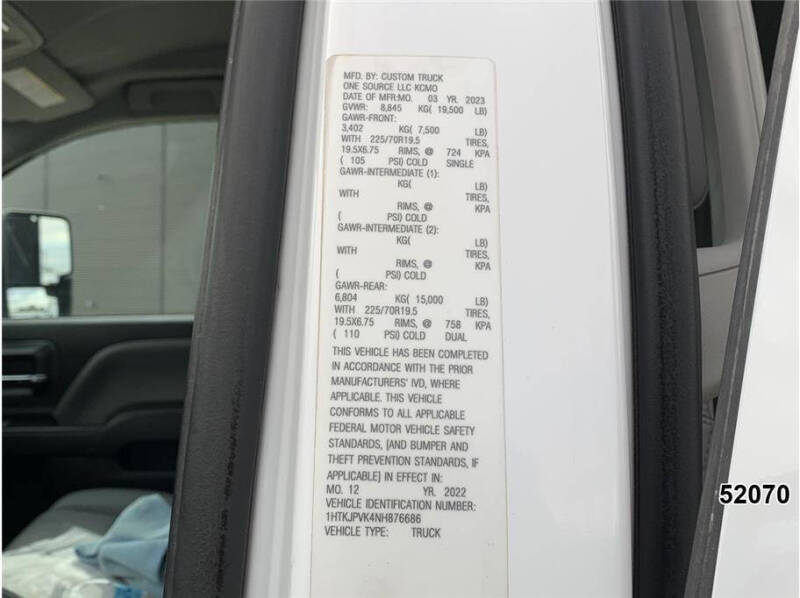 MFD. BY: CUSTOM TRUCK
ONE SOURCE LLC KCMO
DATE OF MFR:MO. 03 YR. 2023
GVWR: 8,845 KG( 19,500 LB)
GAWR-FRONT:
3,402 KG( 7,500 LB)
WITH 225/70R19.5 TIRES,
19.5X6.75 RIMS, @ 724 KPA
( 105 PSI) COLD SINGLE
GAWR-INTERMEDIATE (1):
KG( LB)
WITH TIRES,
RIMS, @ KPA
( PSI) COLD
GAWR-INTERMEDIATE (2):
KG( LB)
WITH TIRES,
RIMS, @ KPA
( PSI) COLD
GAWR-REAR:
6,804 KG( 15,000 LB)
WITH 225/70R19.5 TIRES,
19.5X6.75 RIMS, @ 758 KPA
( 110 PSI) COLD DUAL
THIS VEHICLE HAS BEEN COMPLETED
IN ACCORDANCE WITH THE PRIOR
MANUFACTURERS' IVD, WHERE
APPLICABLE. THIS VEHICLE
CONFORMS TO ALL APPLICABLE
FEDERAL MOTOR VEHICLE SAFETY
STANDARDS, [AND BUMPER AND
THEFT PREVENTION STANDARDS, IF
APPLICABLE] IN EFFECT IN:
MO. 12 YR. 2022
VEHICLE IDENTIFICATION NUMBER:
1HTKJPVK4NH876686
VEHICLE TYPE: TRUCK
52070